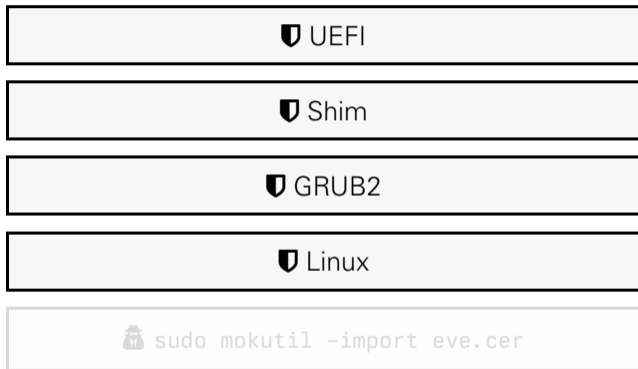 UEFI
Shim
GRUB2
Linux
sudo mokutil -import eve.cer